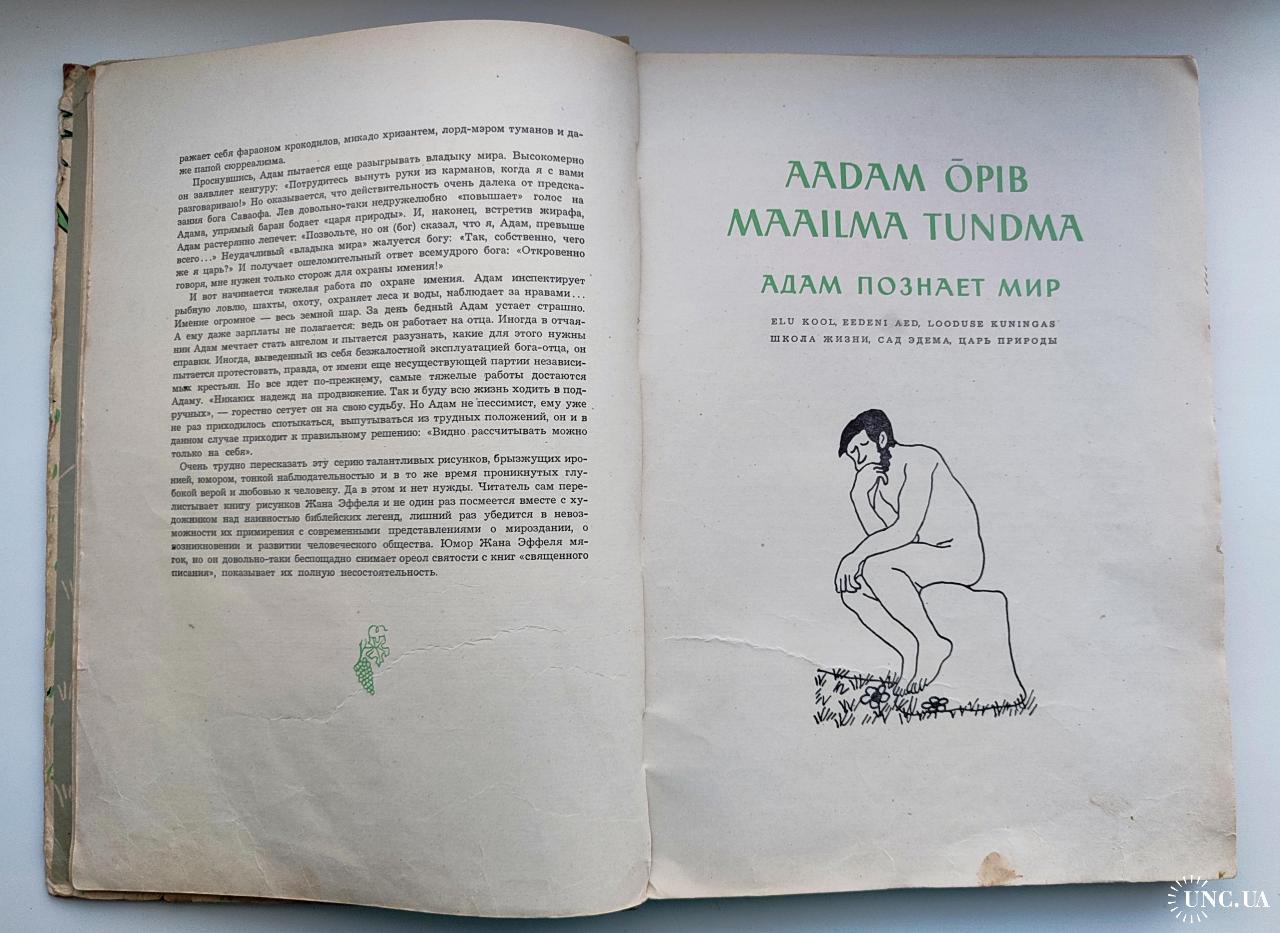 ражает себя фараоном крокодилов, микадо хризантем, лорд-мэром туманов и да-
же папой сюрреализма.
Проснувшись, Адам пытается еще разыгрывать владыку мира. Высокомерно
он заявляет кенгуру: «Потрудитесь вынуть руки из карманов, когда я с вами
разговариваю!» Но оказывается, что действительность очень далека от предска-
зания бога Саваофа. Лев довольно-таки недружелюбно «повышает» голос на
Адама, упрямый баран бодает «царя природы». И, наконец, встретив жирафа,
Адам растерянно лепечет: «Позвольте, но он (бог) сказал, что я, Адам, превыше
всего...» Неудачливый «владыка мира» жалуется богу: «Так, собственно, чего
же я царь?» И получает ошеломительный ответ всемудрого бога: «Откровенно
говоря, мне нужен только сторож для охраны имения!»
И вот начинается тяжелая работа по охране имения. Адам инспектирует
рыбную ловлю, шахты, охоту, охраняет леса и воды, наблюдает за нравами...
Имение огромное — весь земной шар. За день бедный Адам устает страшно.
А ему даже зарплаты не полагается: ведь он работает на отца. Иногда в отчая-
нии Адам мечтает стать ангелом и пытается разузнать, какие для этого нужны
справки. Иногда, выведенный из себя безжалостной эксплуатацией бога-отца, он
пытается протестовать, правда, от имени еще несуществующей партии независи-
мых крестьян. Но все идет по-прежнему, самые тяжелые работы достаются
Адаму. «Никаких надежд на продвижение. Так и буду всю жизнь ходить в под-
ручных», — горестно сетует он на свою судьбу. Но Адам не пессимист, ему уже
не раз приходилось спотыкаться, выпутываться из трудных положений, он и в
данном случае приходит к правильному решению: «Видно рассчитывать можно
только на себя».
Очень трудно пересказать эту серию талантливых рисунков, брызжущих иро-
нией, юмором, тонкой наблюдательностью и в то же время проникнутых глу-
бокой верой и любовью к человеку. Да в этом и нет нужды. Читатель сам пере-
листывает книгу рисунков Жана Эффеля и не один раз посмеется вместе с ху-
дожником над наивностью библейских легенд, лишний раз убедится в невоз-
можности их примирения с современными представлениями о мироздании, о
возникновении и развитии человеческого общества. Юмор Жана Эффеля мя-
гок, но он довольно-таки беспощадно снимает ореол святости с книг «священного
писания», показывает их полную несостоятельность.
AADAM ÕPIB
MAAILMA TUNDMA
АДАМ ПОЗНАЕТ МИР
ELU KOOL, EEDENI AED, LOODUSE KUNINGAS
ШКОЛА ЖИЗНИ, САД ЭДЕМА, ЦАРЬ ПРИРОДЫ
UNC.UA